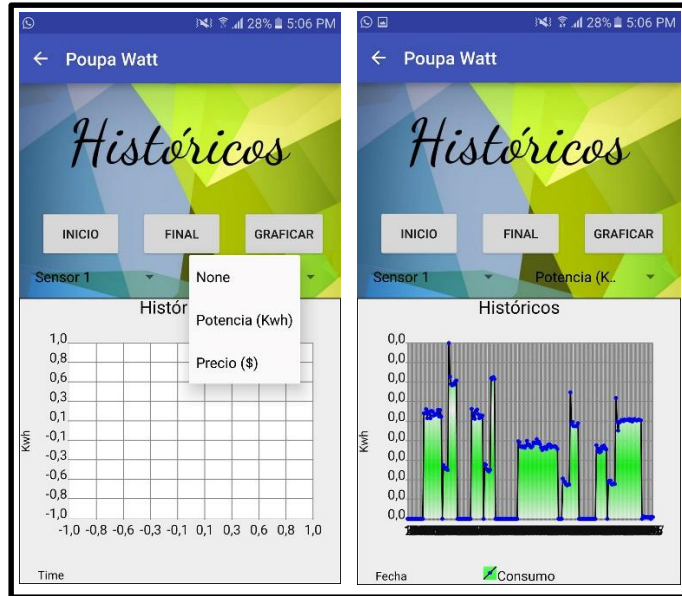 28% 5:06 PM
Poupa Watt
Históricos
INICIO FINAL GRAFICAR
Sensor 1
None
Potencia (Kwh)
Precio ($)
Histór
1,0
0,8
0,6
0,3
0,1
-0,1
-0,3
-0,6
-0,8
-1,0
Kwh
-1,0 -0,8 -0,6 -0,3 -0,1 0,1 0,3 0,6 0,8 1,0
Time
28% 5:06 PM
Poupa Watt
Históricos
INICIO FINAL GRAFICAR
Sensor 1 Potencia (K..
Históricos
0,0
0,0
0,0
0,0
0,0
0,0
0,0
0,0
0,0
0,0
Kwh
Fecha Consumo